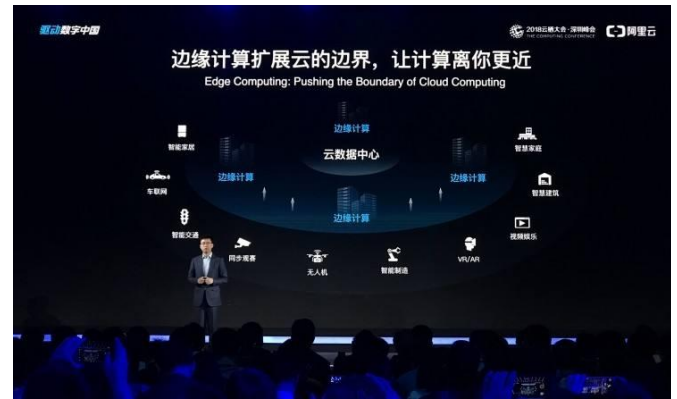 驱动数字中国
2018云栖大会·深圳峰会
THE COMPUTING CONFERENCE
阿里云
边缘计算扩展云的边界，让计算离你更近
Edge Computing: Pushing the Boundary of Cloud Computing
边缘计算
云数据中心
智能家居
智慧家庭
车联网
边缘计算
边缘计算
智慧建筑
边缘计算
智能交通
视频娱乐
同步观赛
无人机
智能制造
VR/AR